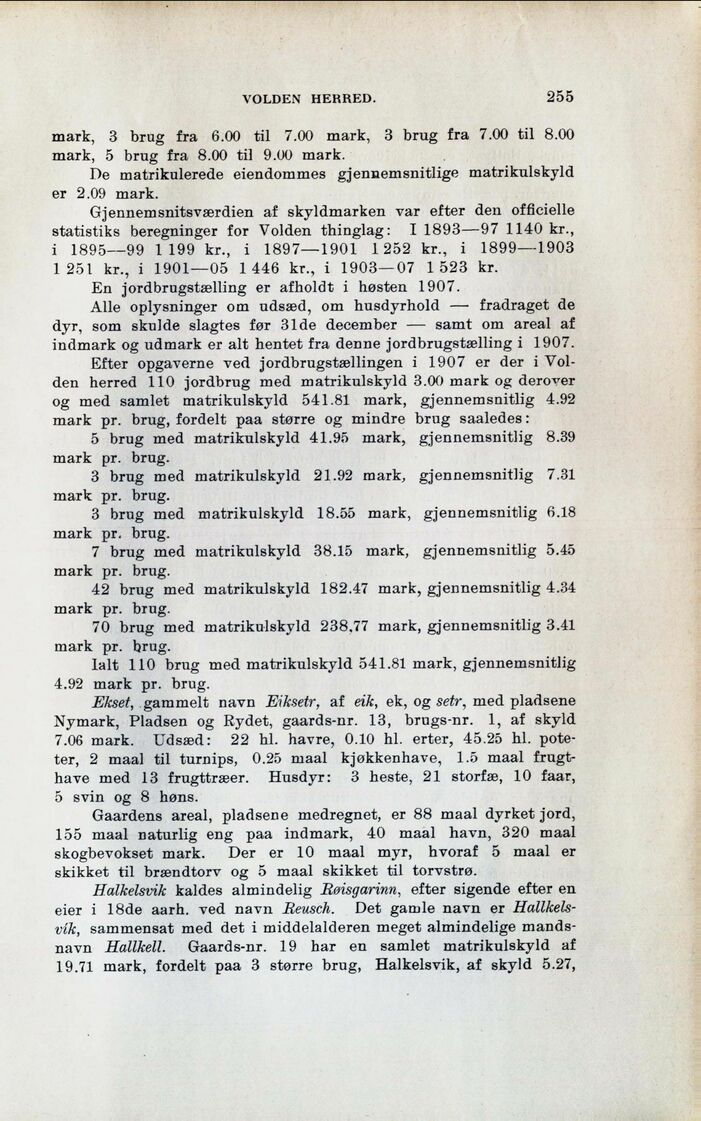 VOLDEN HERRED. 255
mark, 3 brug fra 6.00 til 7.00 mark, 3 brug fra 7.00 til 8.00
mark, 5 brug fra 8.00 til 9.00 mark.
De matrikulerede eiendommes gjennemsnitlige matrikulskyld
er 2.09 mark.
Gjennemsnitsværdien af skyldmarken var efter den officielle
statistiks beregninger for Volden thinglag: I 1893—97 1140 kr.,
i 1895—99 1 199 kr., i 1897—1901 1 252 kr., i 1899—1903
1 251 kr., i 1901—05 1 446 kr., i 1903—07 1 523 kr.
En jordbrugstælling er afholdt i høsten 1907.
Alle oplysninger om udsæd, om husdyrhold — fradraget de
dyr, som skulde slagtes før 31de december — samt om areal af
indmark og udmark er alt hentet fra denne jordbrugstælling i 1907.
Efter opgaverne ved jordbrugstællingen i 1907 er der i Vol-
den herred 110 jordbrug med matrikulskyld 3.00 mark og derover
og med samlet matrikulskyld 541.81 mark, gjennemsnitlig 4.92
mark pr. brug, fordelt paa større og mindre brug saaledes:
5 brug med matrikulskyld 41.95 mark, gjennemsnitlig 8.39
mark pr. brug.
3 brug med matrikulskyld 21.92 mark, gjennemsnitlig 7.31
mark pr. brug.
3 brug med matrikulskyld 18.55 mark, gjennemsnitlig 6.18
mark pr. brug.
7 brug med matrikulskyld 38.15 mark, gjennemsnitlig 5.45
mark pr. brug.
42 brug med matrikulskyld 182.47 mark, gjennemsnitlig 4.34
mark pr. brug.
70 brug med matrikulskyld 238,77 mark, gjennemsnitlig 3.41
mark pr. brug.
Ialt 110 brug med matrikulskyld 541.81 mark, gjennemsnitlig
4.92 mark pr. brug.
Ekset, gammelt navn Eiksetr, af eik, ek, og setr, med pladsene
Nymark, Pladsen og Rydet, gaards-nr. 13, brugs-nr. 1, af skyld
7.06 mark. Udsæd: 22 hl. havre, 0.10 hl. erter, 45.25 hl. pote-
ter, 2 maal til turnips, 0.25 maal kjøkkenhave, 1.5 maal frugt-
have med 13 frugttræer. Husdyr: 3 heste, 21 storfæ, 10 faar,
5 svin og 8 høns.
Gaardens areal, pladsene medregnet, er 88 maal dyrket jord,
155 maal naturlig eng paa indmark, 40 maal havn, 320 maal
skogbevokset mark. Der er 10 maal myr, hvoraf 5 maal er
skikket til brændtorv og 5 maal skikket til torvstrø.
Halkelsvik kaldes almindelig Røisgarinn, efter sigende efter en
eier i 18de aarh. ved navn Reusch. Det gamle navn er Hallkels-
vík, sammensat med det i middelalderen meget almindelige mands-
navn Hallkell. Gaards-nr. 19 har en samlet matrikulskyld af
19.71 mark, fordelt paa 3 større brug, Halkelsvik, af skyld 5.27,